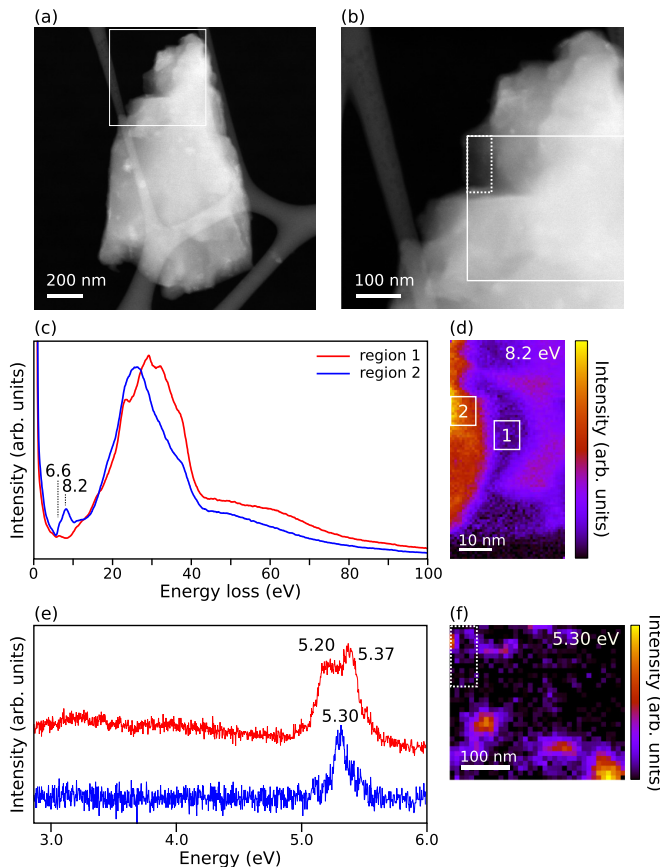 (a)
(b)
200 nm
100 nm
(c)
(d)
Intensity (arb. units)
region 1
region 2
6.6
8.2
0
20
40
60
80
100
Energy loss (eV)
8.2 eV
2
1
10 nm
Intensity (arb. units)
(e)
(f)
Intensity (arb. units)
5.20
5.37
5.30
3.0
4.0
5.0
6.0
Energy (eV)
5.30 eV
100 nm
Intensity (arb. units)